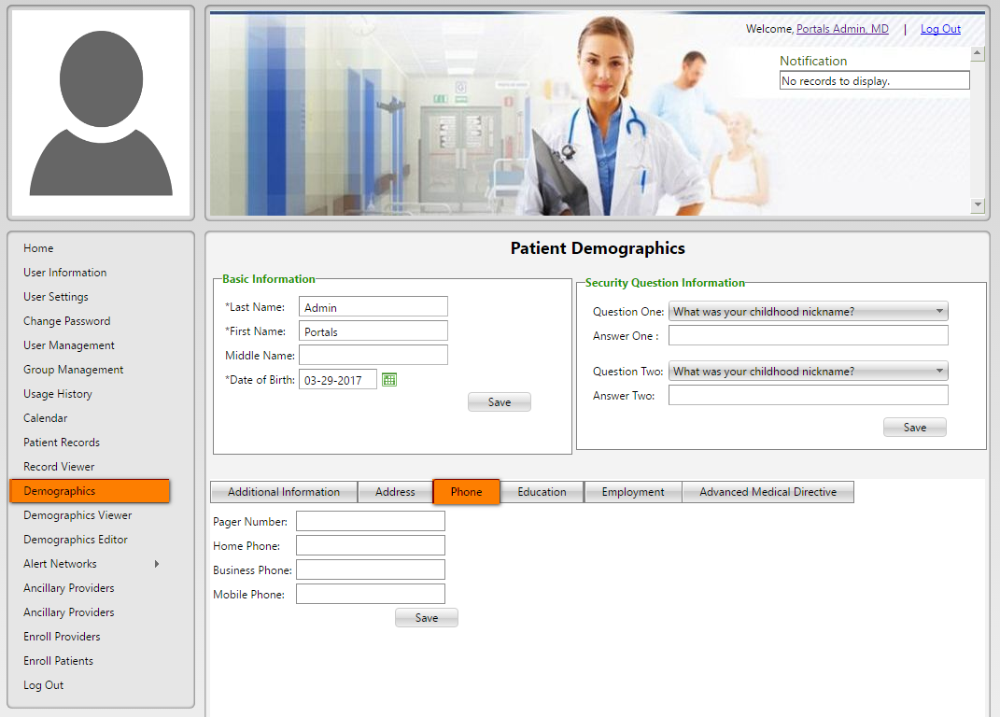 Welcome, Portals Admin, MD | Log Out
Notification
No records to display.
Home
User Information
User Settings
Change Password
User Management
Group Management
Usage History
Calendar
Patient Records
Record Viewer
Demographics
Demographics Viewer
Demographics Editor
Alert Networks
Ancillary Providers
Ancillary Providers
Enroll Providers
Enroll Patients
Log Out
Patient Demographics
Basic Information
*Last Name: Admin
*First Name: Portals
Middle Name:
*Date of Birth: 03-29-2017
Save
Security Question Information
Question One: What was your childhood nickname?
Answer One :
Question Two: What was your childhood nickname?
Answer Two:
Save
Additional Information Address Phone Education Employment Advanced Medical Directive
Pager Number:
Home Phone:
Business Phone:
Mobile Phone:
Save